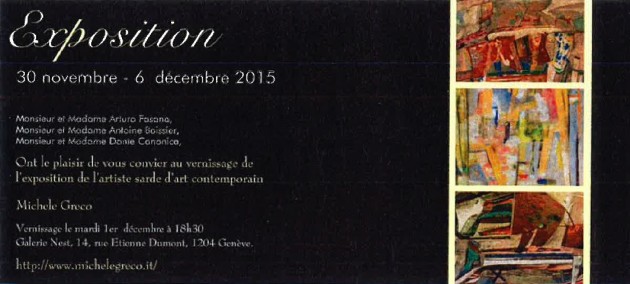 Exposition
30 novembre - 6 décembre 2015
Monsieur et Madame Arturo Fasana,
Monsieur et Madame Antoine Boissier,
Monsieur et Madame Donie Canonica,
Ont le plaisir de vous convier au vernissage de
l'exposition de l'artiste sarde d'art contemporain
Michele Greco
Vernissage le mardi 1er décembre à 18h30
Galerie Nest, 14, rue Etienne Dumont, 1204 Genève.
http://www.michelegreco.it/